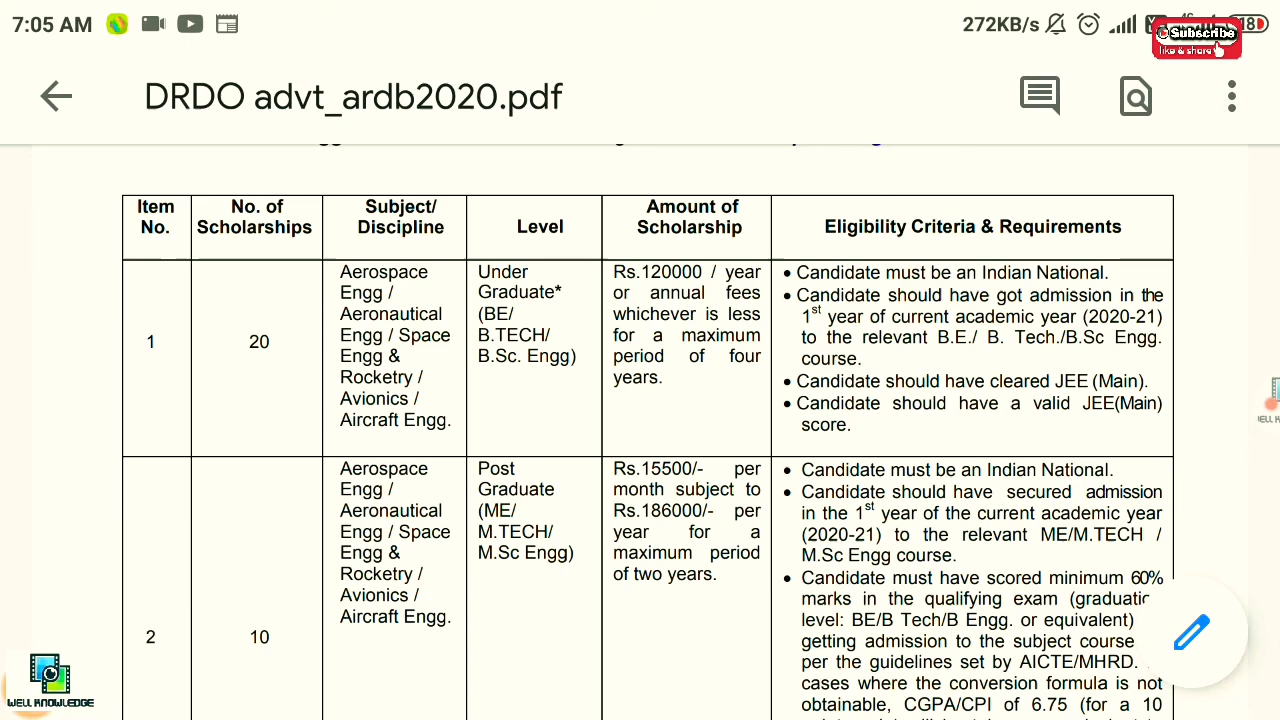 7:05 AM
272KB/s
18
Subscribe
like & share
DRDO advt_ardb2020.pdf
Item No.
No. of Scholarships
Subject/ Discipline
Level
Amount of Scholarship
Eligibility Criteria & Requirements
1
20
Aerospace
Engg /
Aeronautical
Engg / Space
Engg &
Rocketry /
Avionics /
Aircraft Engg.
Under
Graduate*
(BE/
B.TECH/
B.Sc. Engg)
Rs.120000 / year
or annual fees
whichever is less
for a maximum
period of four
years.
• Candidate must be an Indian National.
• Candidate should have got admission in the
1st year of current academic year (2020-21)
to the relevant B.E./ B. Tech./B.Sc Engg.
course.
• Candidate should have cleared JEE (Main).
• Candidate should have a valid JEE(Main)
score.
2
10
Aerospace
Engg /
Aeronautical
Engg / Space
Engg &
Rocketry /
Avionics /
Aircraft Engg.
Post
Graduate
(ME/
M.TECH/
M.Sc Engg)
Rs.15500/- per
month subject to
Rs.186000/- per
year for a
maximum period
of two years.
• Candidate must be an Indian National.
• Candidate should have secured admission
in the 1st year of the current academic year
(2020-21) to the relevant ME/M.TECH /
M.Sc Engg course.
• Candidate must have scored minimum 60%
marks in the qualifying exam (graduatio
level: BE/B Tech/B Engg. or equivalent)
getting admission to the subject course
per the guidelines set by AICTE/MHRD.
cases where the conversion formula is not
obtainable, CGPA/CPI of 6.75 (for a 10
WELL KNOWLEDGE